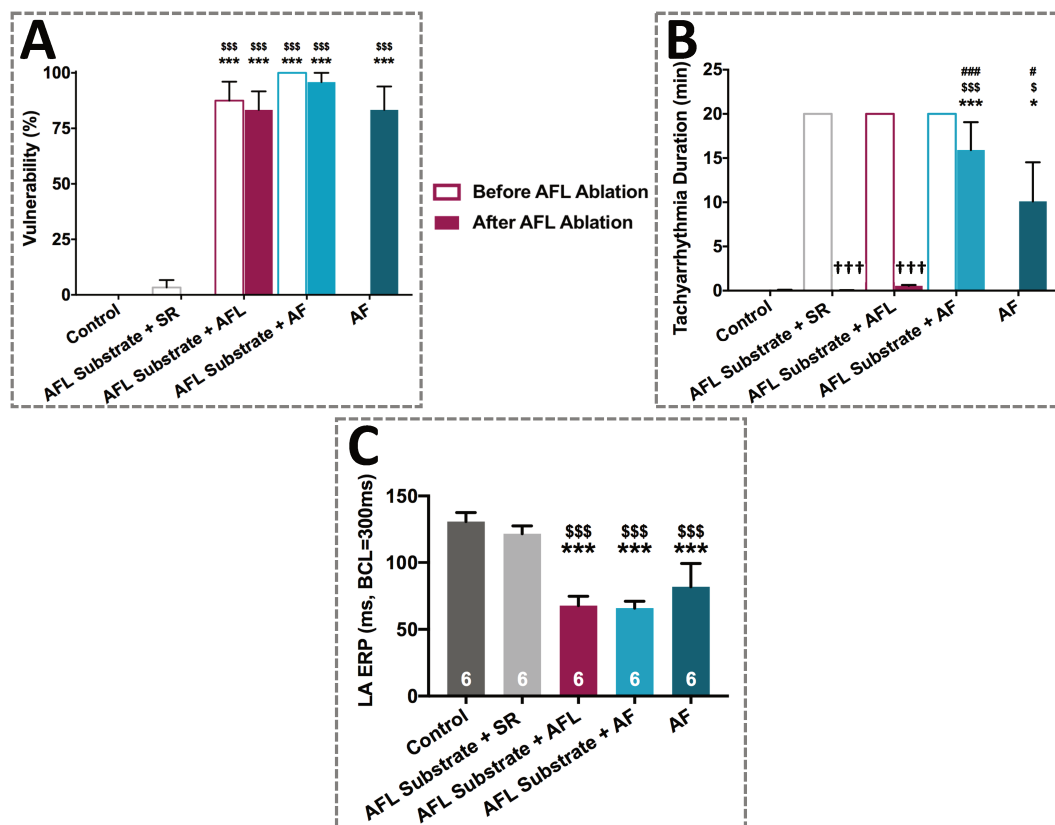 A
$$$ $$$ $$$ $$$ $$$
*** *** *** *** ***
Vulnerability (%)
100
75
50
25
0
Control
AFL Substrate + SR
AFL Substrate + AFL
AFL Substrate + AF
AF
Before AFL Ablation
After AFL Ablation
B
### #
$$$ $
*** *
††† †††
Tachyarrhythmia Duration (min)
25
20
15
10
5
0
Control
AFL Substrate + SR
AFL Substrate + AFL
AFL Substrate + AF
AF
C
$$$ $$$ $$$
*** *** ***
LA ERP (ms, BCL=300ms)
150
100
50
0
6 6 6 6 6
Control
AFL Substrate + SR
AFL Substrate + AFL
AFL Substrate + AF
AF